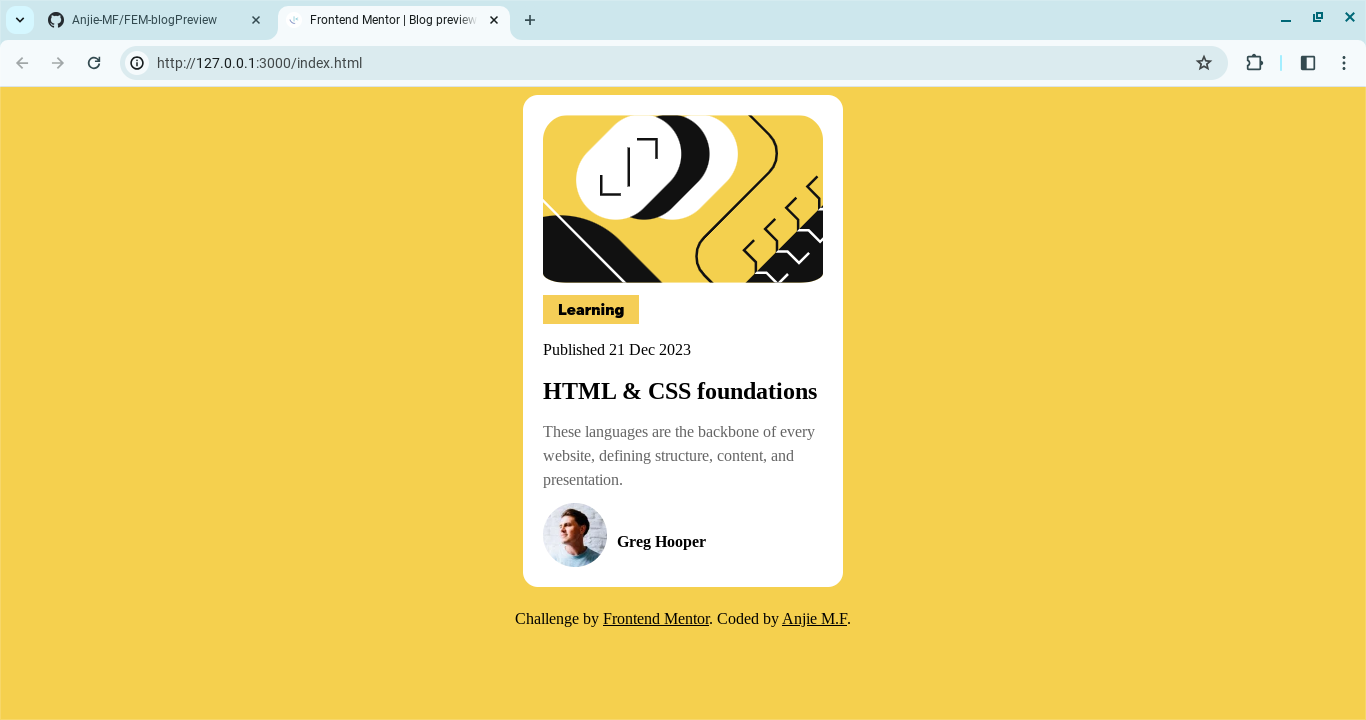 Anjie-MF/FEM-blogPreview
Frontend Mentor | Blog preview
http://127.0.0.1:3000/index.html
Learning
Published 21 Dec 2023
HTML & CSS foundations
These languages are the backbone of every
website, defining structure, content, and
presentation.
Greg Hooper
Challenge by Frontend Mentor. Coded by Anjie M.F.